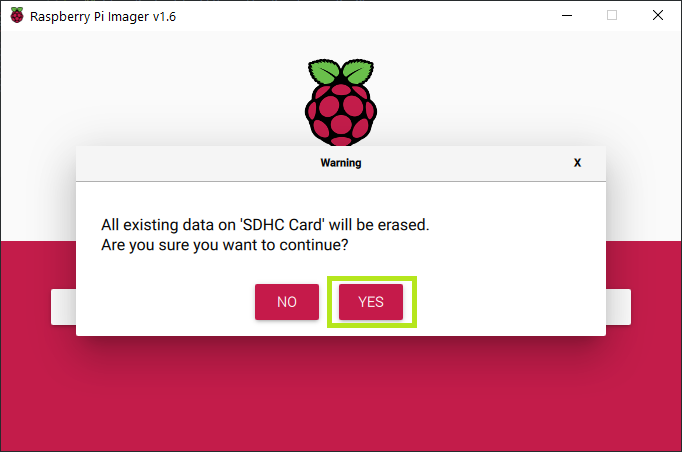 Raspberry Pi Imager v1.6
Warning
X
All existing data on 'SDHC Card' will be erased.
Are you sure you want to continue?
NO
YES